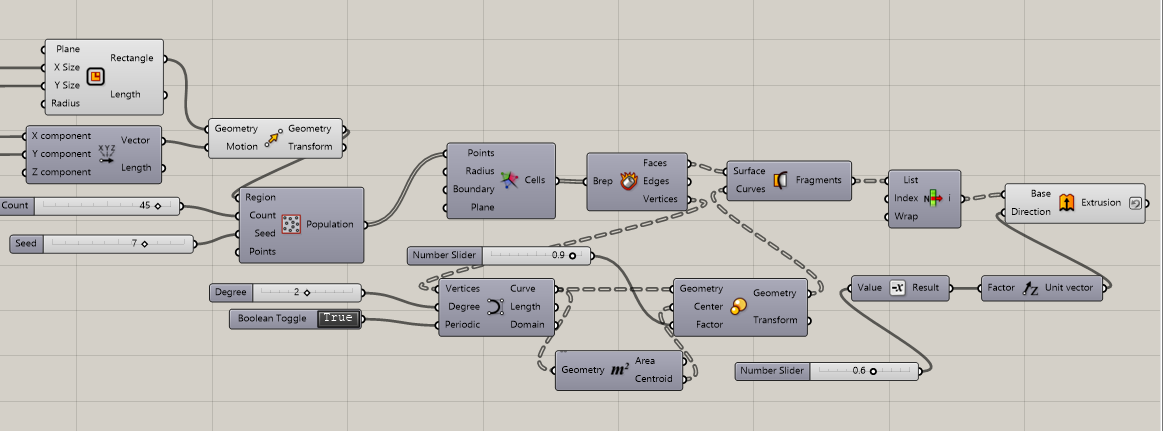 Plane
X Size
Y Size
Radius
Rectangle
Length
X component
Y component
Z component
XYZ
Vector
Length
Geometry
Motion
Geometry
Transform
Count
45
Seed
7
Region
Count
Seed
Points
Population
Points
Radius
Boundary
Plane
Cells
Brep
Faces
Edges
Vertices
Surface
Curves
Fragments
List
Index
Wrap
N
i
Base
Direction
Extrusion
Number Slider
0.9
Degree
2
Boolean Toggle
True
Vertices
Degree
Periodic
Curve
Length
Domain
Geometry
Center
Factor
Geometry
Transform
Geometry
m²
Area
Centroid
Value
-x
Result
Factor
Z
Unit vector
Number Slider
0.6